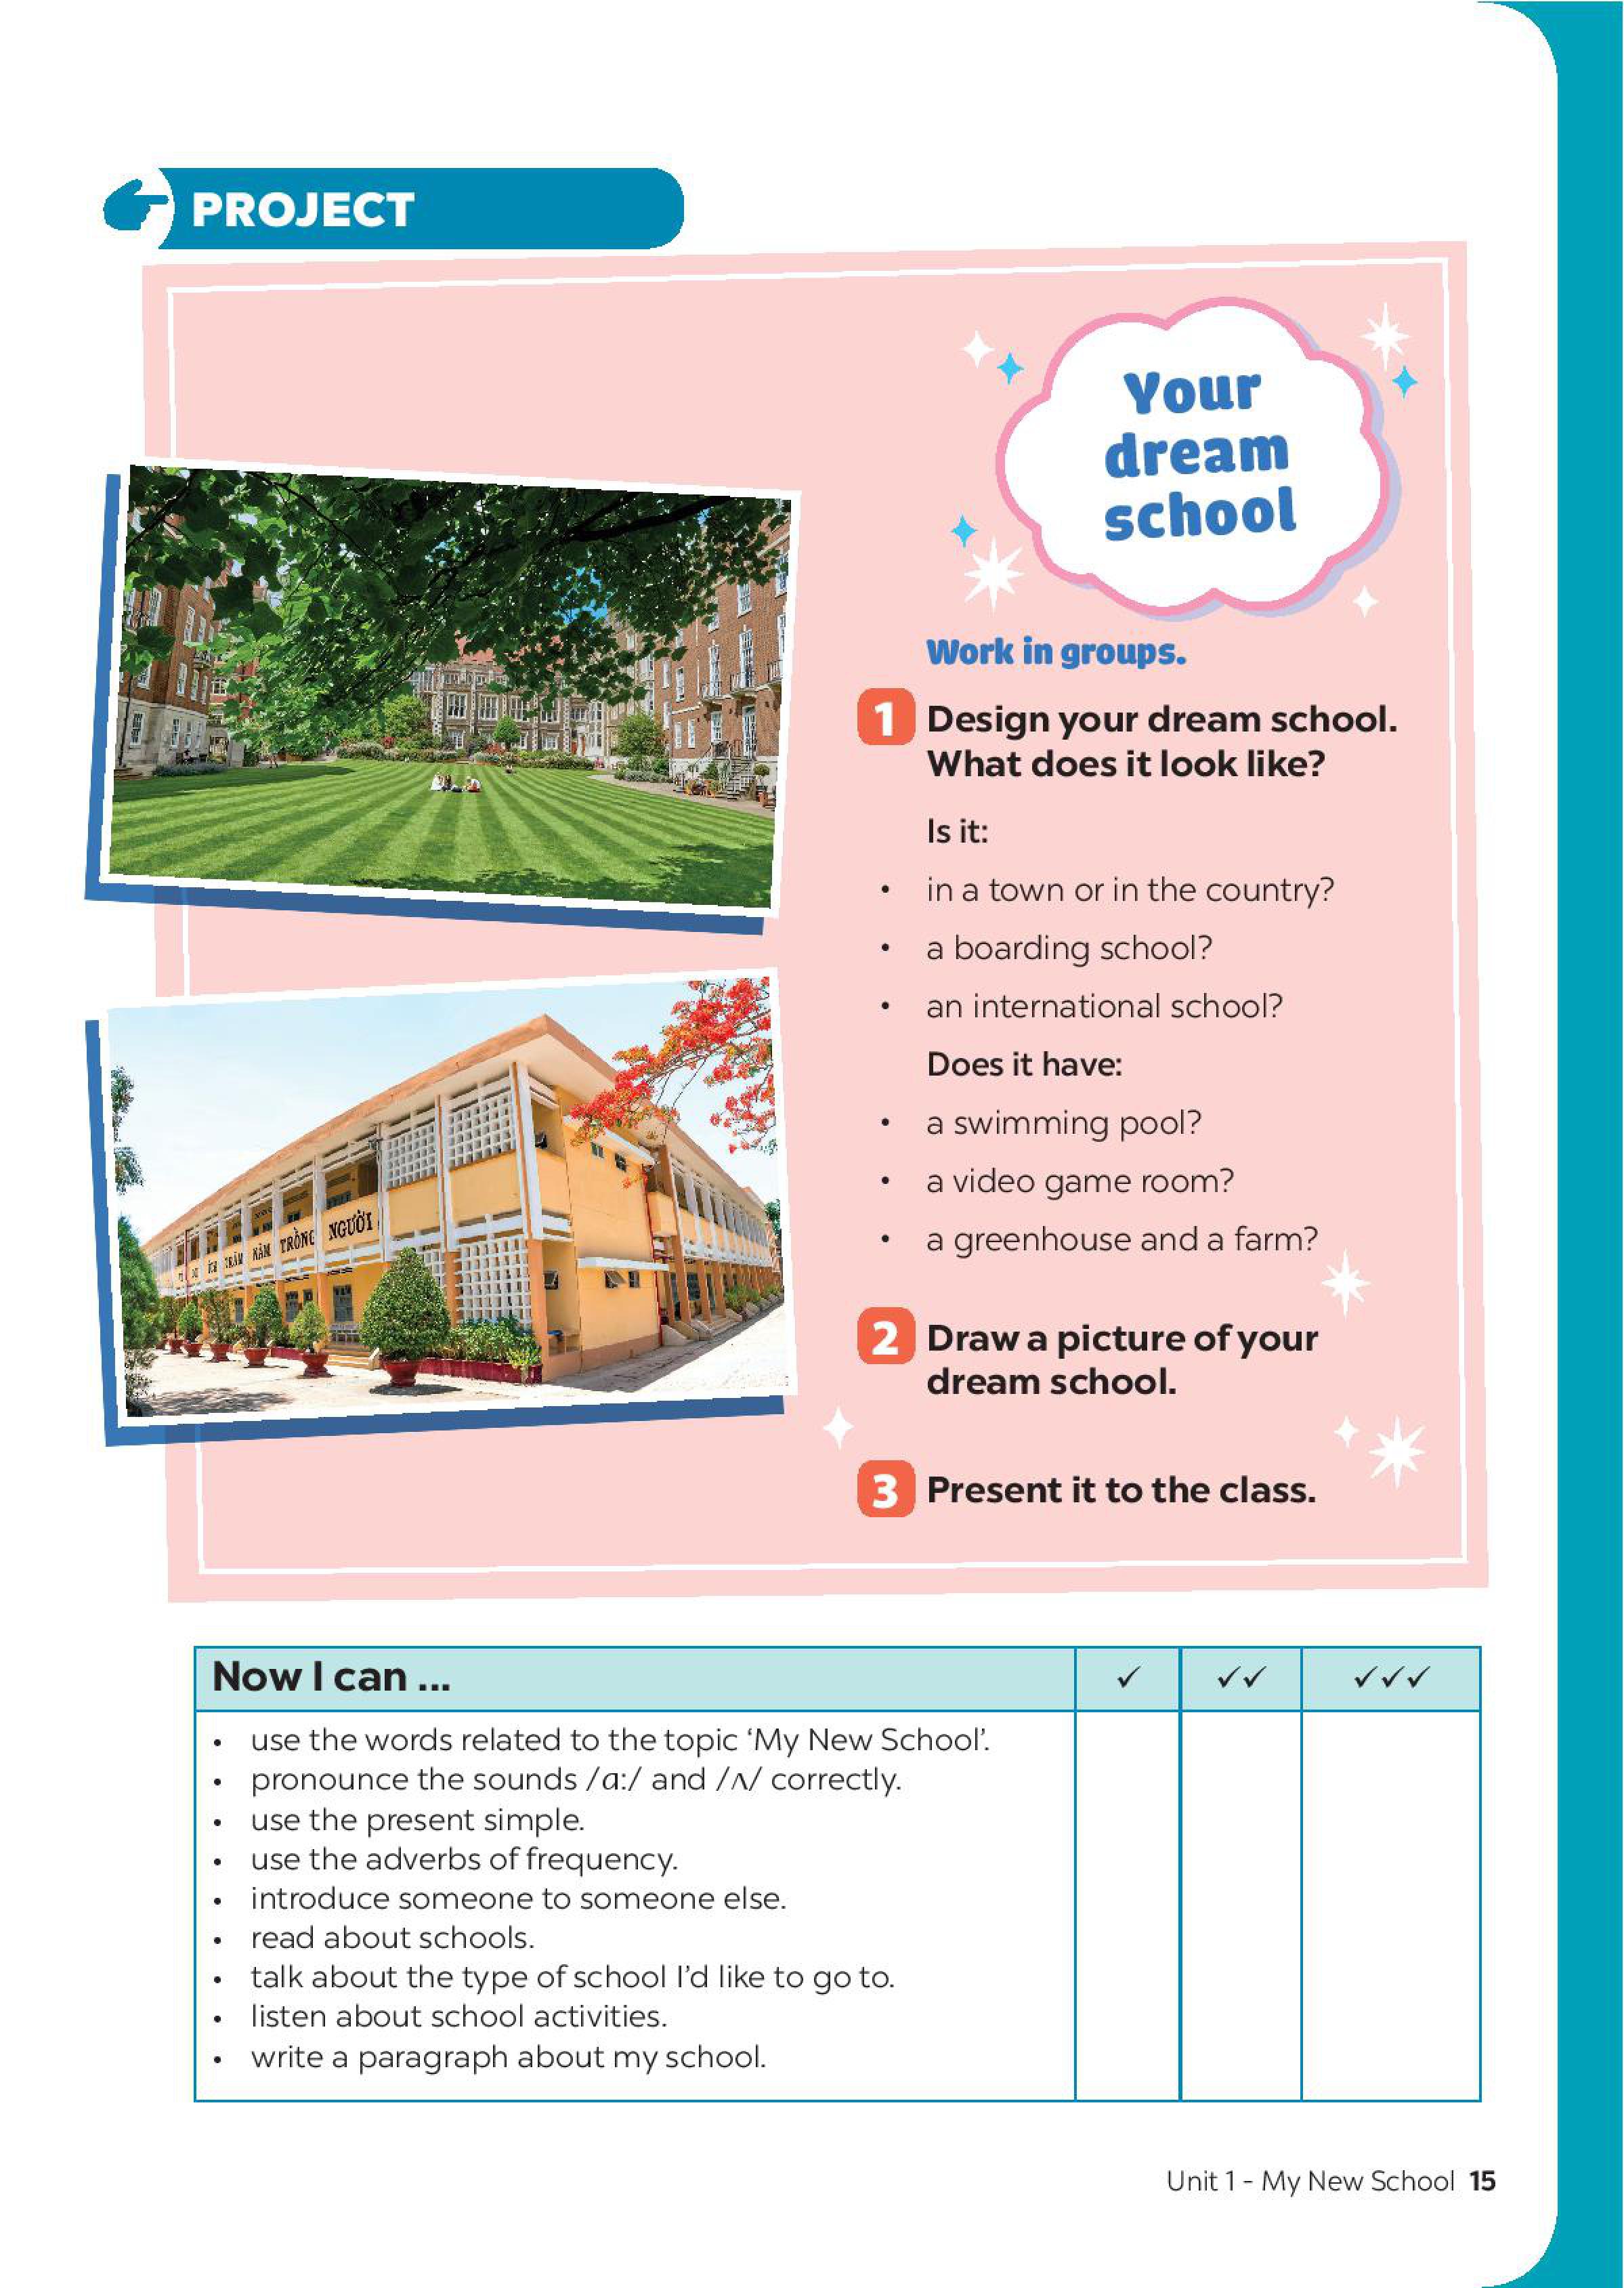 PROJECT
Your
dream
school
Work in groups.
1 Design your dream school.
What does it look like?
Is it:
• in a town or in the country?
• a boarding school?
• an international school?
Does it have:
• a swimming pool?
• a video game room?
• a greenhouse and a farm?
2 Draw a picture of your
dream school.
3 Present it to the class.
ÍCH TRĂM NĂM TRỒNG NGƯỜI
Now I can ... ✓ ✓✓ ✓✓✓
• use the words related to the topic ‘My New School’.
• pronounce the sounds /ɑ:/ and /ʌ/ correctly.
• use the present simple.
• use the adverbs of frequency.
• introduce someone to someone else.
• read about schools.
• talk about the type of school I’d like to go to.
• listen about school activities.
• write a paragraph about my school.
Unit 1 - My New School 15